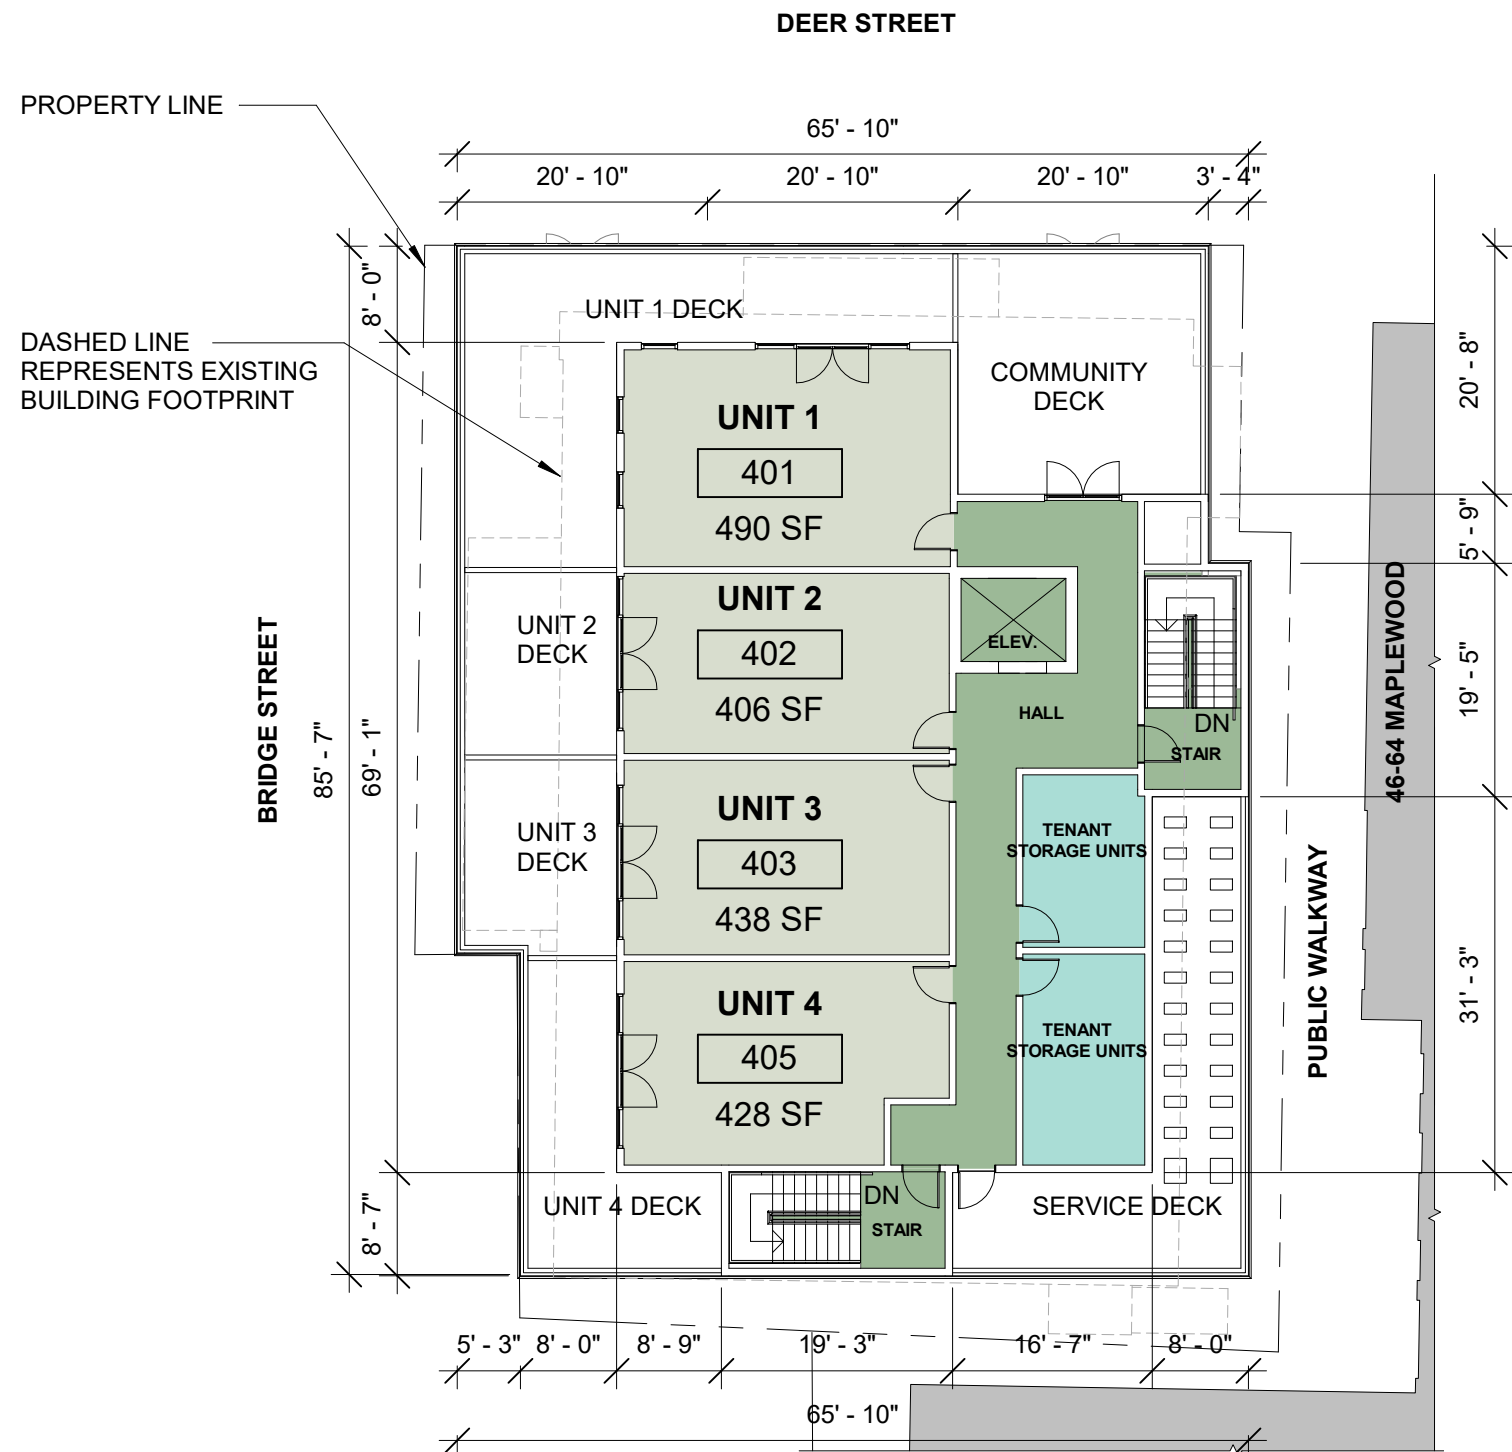 DEER STREET
PROPERTY LINE
65' - 10"
20' - 10"
20' - 10"
20' - 10"
3' - 4"
8' - 0"
UNIT 1 DECK
DASHED LINE
REPRESENTS EXISTING
BUILDING FOOTPRINT
COMMUNITY
DECK
20' - 8"
UNIT 1
401
490 SF
5' - 9"
UNIT 2
402
406 SF
UNIT 2
DECK
ELEV.
HALL
DN
STAIR
19' - 5"
46-64 MAPLEWOOD
BRIDGE STREET
85' - 7"
69' - 1"
UNIT 3
403
438 SF
UNIT 3
DECK
TENANT
STORAGE UNITS
PUBLIC WALKWAY
31' - 3"
UNIT 4
405
428 SF
TENANT
STORAGE UNITS
8' - 7"
UNIT 4 DECK
DN
STAIR
SERVICE DECK
5' - 3"
8' - 0"
8' - 9"
19' - 3"
16' - 7"
8' - 0"
65' - 10"